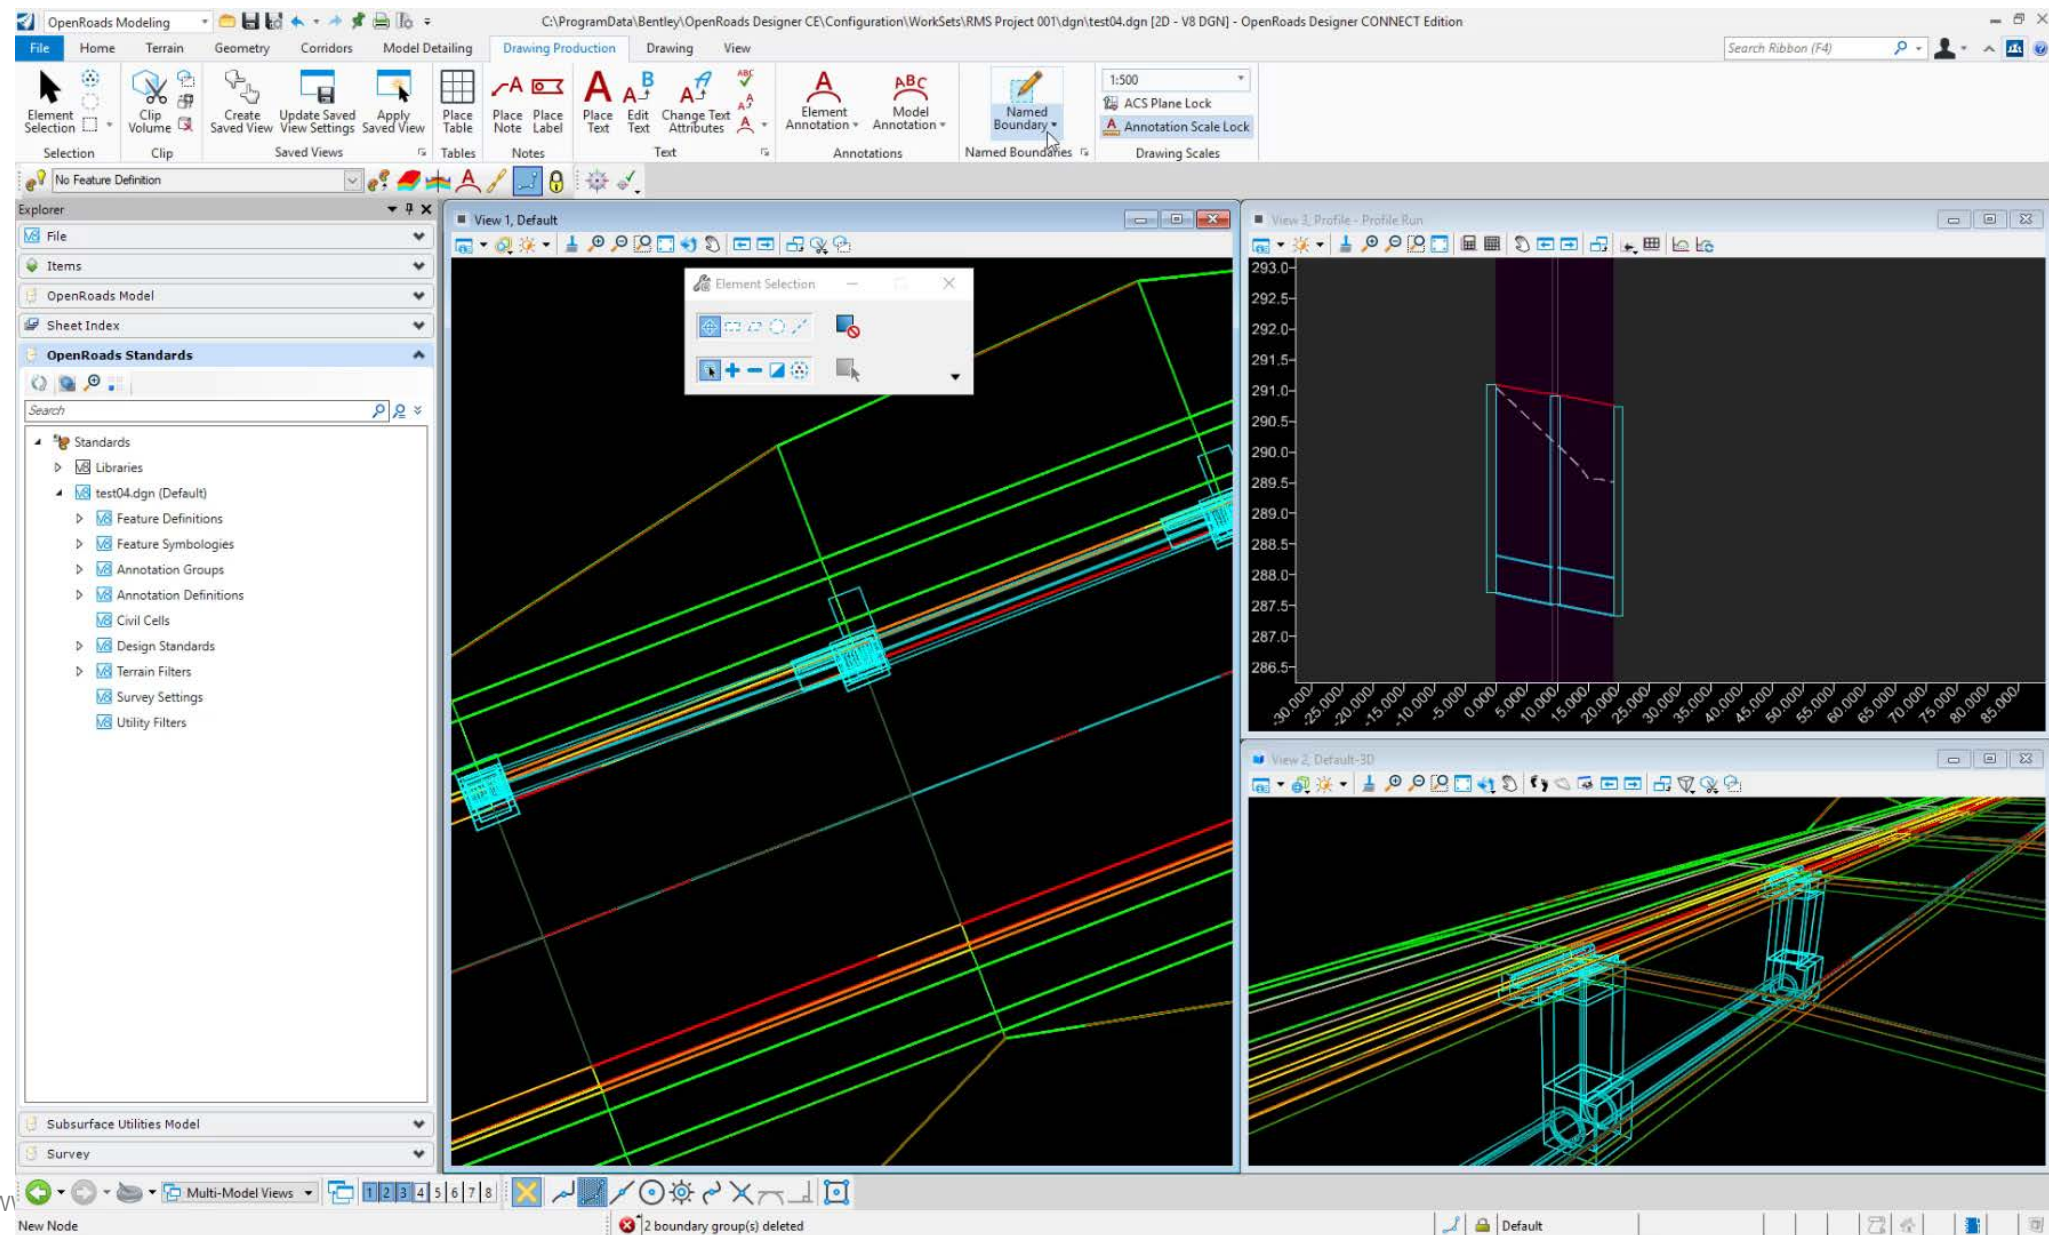 OpenRoads Modeling
C:\ProgramData\Bentley\OpenRoads Designer CE\Configuration\WorkSets\RMS Project 001\dgn\test04.dgn [2D - V8 DGN] - OpenRoads Designer CONNECT Edition
File Home Terrain Geometry Corridors Model Detailing Drawing Production Drawing View
Search Ribbon (F4)
Element Selection
Clip Volume
Create Saved View
Update Saved View Settings
Apply Saved View
Place Table
Place Note
Place Label
Place Text
Edit Text
Change Text Attributes
Element Annotation
Model Annotation
Named Boundary
1:500
ACS Plane Lock
Annotation Scale Lock
Selection Clip Saved Views Tables Notes Text Annotations Named Boundaries Drawing Scales
No Feature Definition
Explorer
File
Items
OpenRoads Model
Sheet Index
OpenRoads Standards
Search
Standards
Libraries
test04.dgn (Default)
Feature Definitions
Feature Symbologies
Annotation Groups
Annotation Definitions
Civil Cells
Design Standards
Terrain Filters
Survey Settings
Utility Filters
Subsurface Utilities Model
Survey
View 1, Default
Element Selection
View 3, Profile - Profile Run
293.0
292.5
292.0
291.5
291.0
290.5
290.0
289.5
289.0
288.5
288.0
287.5
287.0
286.5
-30.000 -25.000 -20.000 -15.000 -10.000 -5.000 0.000 5.000 10.000 15.000 20.000 25.000 30.000 35.000 40.000 45.000 50.000 55.000 60.000 65.000 70.000 75.000 80.000 85.000
View 2, Default-3D
Multi-Model Views
1 2 3 4 5 6 7 8
New Node
2 boundary group(s) deleted
Default